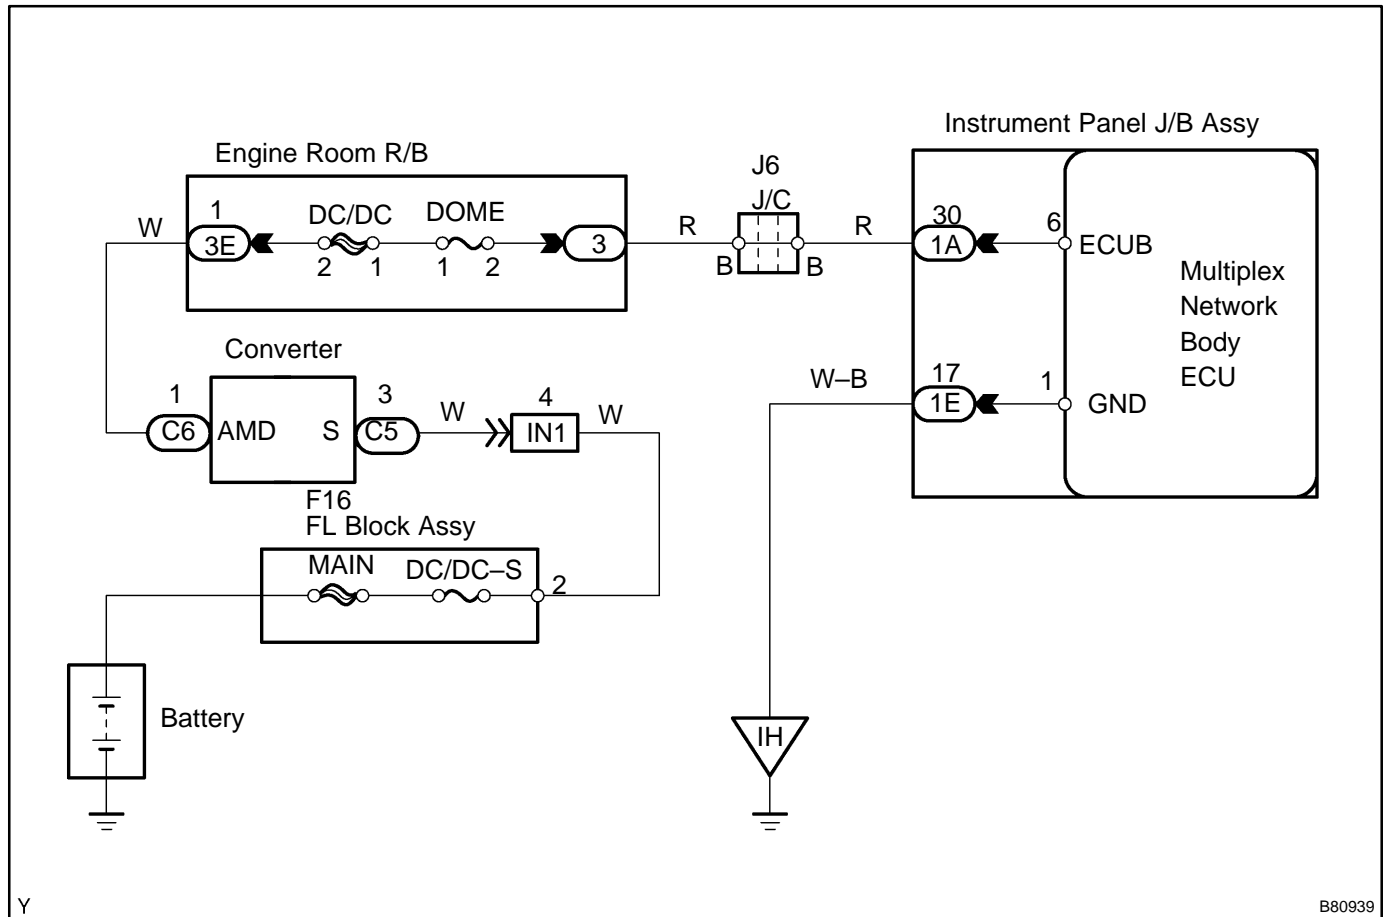 Instrument Panel J/B Assy
Engine Room R/B
J6
J/C
1
DC/DC
DOME
W
3E
2
1
1
2
3
R
B
B
R
30
1A
6
ECUB
Multiplex
Network
Body
ECU
Converter
1
C6
AMD
S
3
C5
W
4
IN1
W
W–B
17
1E
1
GND
F16
FL Block Assy
MAIN
DC/DC–S
2
Battery
IH
Y
B80939